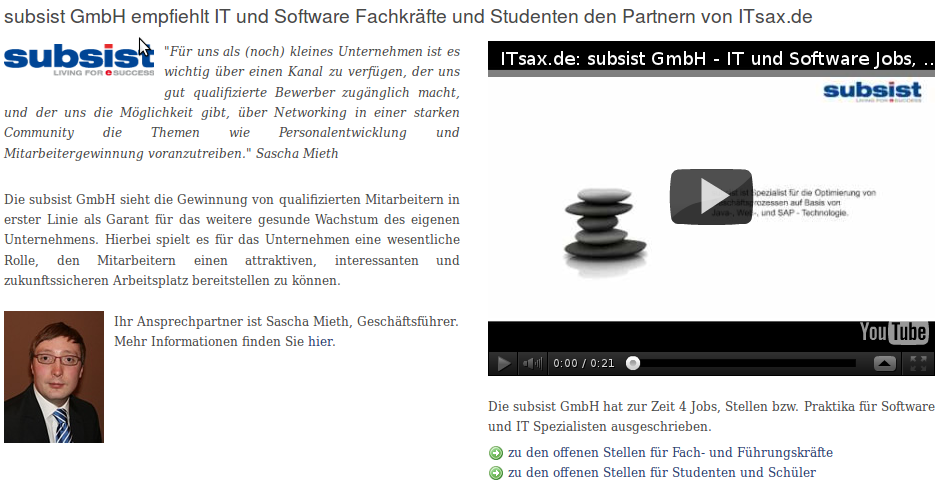 subsist GmbH empfiehlt IT und Software Fachkräfte und Studenten den Partnern von ITsax.de
subsist
LIVING FOR eSUCCESS
"Für uns als (noch) kleines Unternehmen ist es
wichtig über einen Kanal zu verfügen, der uns
gut qualifizierte Bewerber zugänglich macht,
und der uns die Möglichkeit gibt, über Networking in einer starken
Community die Themen wie Personalentwicklung und
Mitarbeitergewinnung voranzutreiben." Sascha Mieth
Die subsist GmbH sieht die Gewinnung von qualifizierten Mitarbeitern in
erster Linie als Garant für das weitere gesunde Wachstum des eigenen
Unternehmens. Hierbei spielt es für das Unternehmen eine wesentliche
Rolle, den Mitarbeitern einen attraktiven, interessanten und
zukunftssicheren Arbeitsplatz bereitstellen zu können.
Ihr Ansprechpartner ist Sascha Mieth, Geschäftsführer.
Mehr Informationen finden Sie hier.
ITsax.de: subsist GmbH - IT und Software Jobs, ...
subsist
LIVING FOR eSUCCESS
ist Spezialist für die Optimierung von
auf Basis von
und SAP - Technologie.
YouTube
0:00 / 0:21
Die subsist GmbH hat zur Zeit 4 Jobs, Stellen bzw. Praktika für Software
und IT Spezialisten ausgeschrieben.
zu den offenen Stellen für Fach- und Führungskräfte
zu den offenen Stellen für Studenten und Schüler